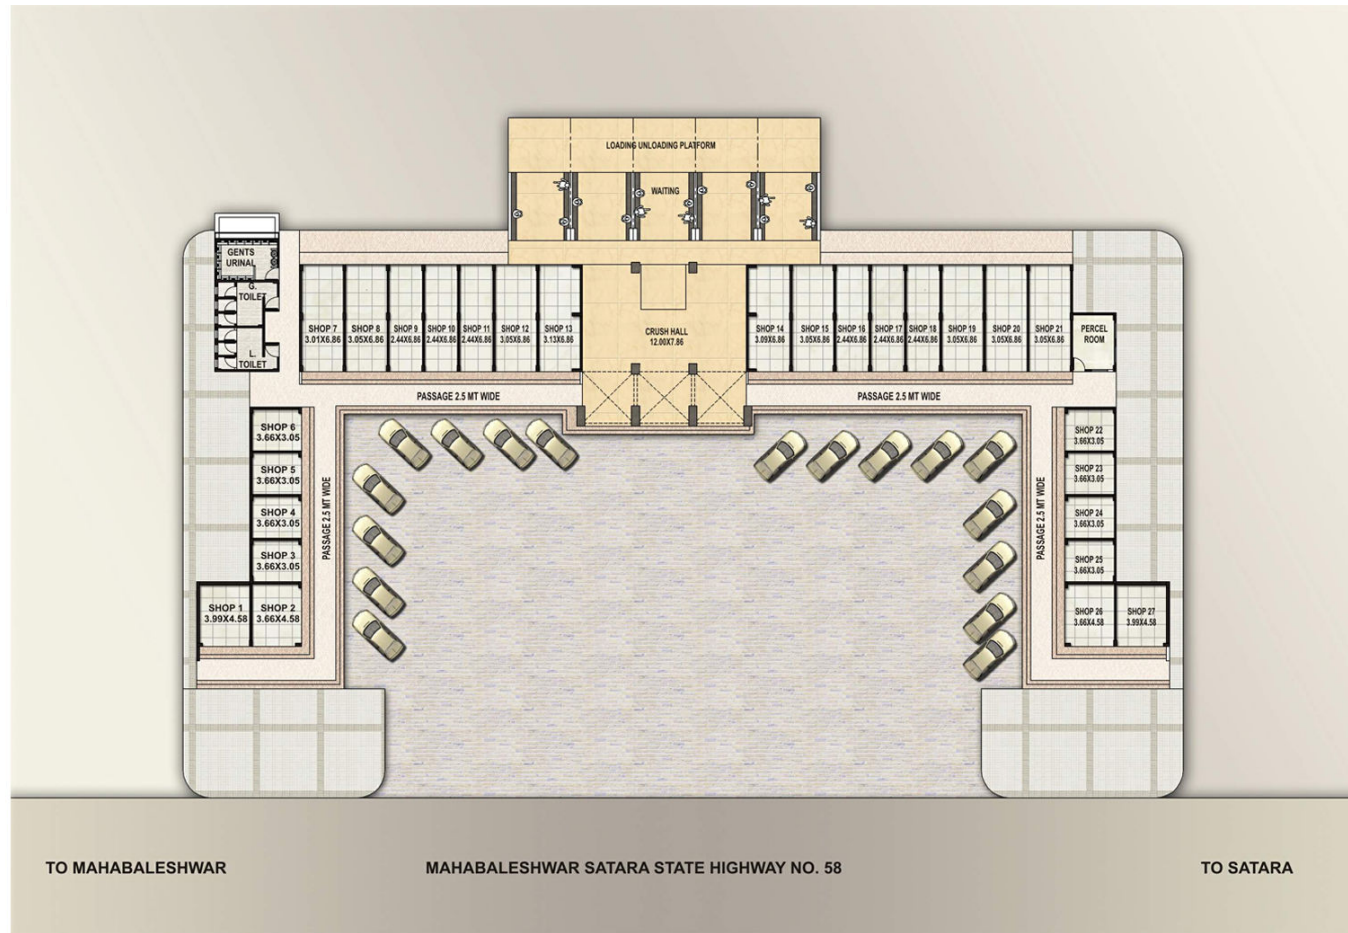 LOADING UNLOADING PLATFORM
WAITING
GENTS
URINAL
G.
TOILET
L.
TOILET
SHOP 7
3.01X6.86
SHOP 8
3.05X6.86
SHOP 9
2.44X6.86
SHOP 10
2.44X6.86
SHOP 11
2.44X6.86
SHOP 12
3.05X6.86
SHOP 13
3.13X6.86
CRUSH HALL
12.00X7.86
SHOP 14
3.09X6.86
SHOP 15
3.05X6.86
SHOP 16
2.44X6.86
SHOP 17
2.44X6.86
SHOP 18
2.44X6.86
SHOP 19
3.05X6.86
SHOP 20
3.05X6.86
SHOP 21
3.05X6.86
PERCEL
ROOM
PASSAGE 2.5 MT WIDE
PASSAGE 2.5 MT WIDE
SHOP 6
3.66X3.05
SHOP 5
3.66X3.05
SHOP 4
3.66X3.05
SHOP 3
3.66X3.05
SHOP 1
3.99X4.58
SHOP 2
3.66X4.58
PASSAGE 2.5 MT WIDE
PASSAGE 2.5 MT WIDE
SHOP 22
3.66X3.05
SHOP 23
3.66X3.05
SHOP 24
3.66X3.05
SHOP 25
3.66X3.05
SHOP 26
3.66X4.58
SHOP 27
3.99X4.58
TO MAHABALESHWAR
MAHABALESHWAR SATARA STATE HIGHWAY NO. 58
TO SATARA